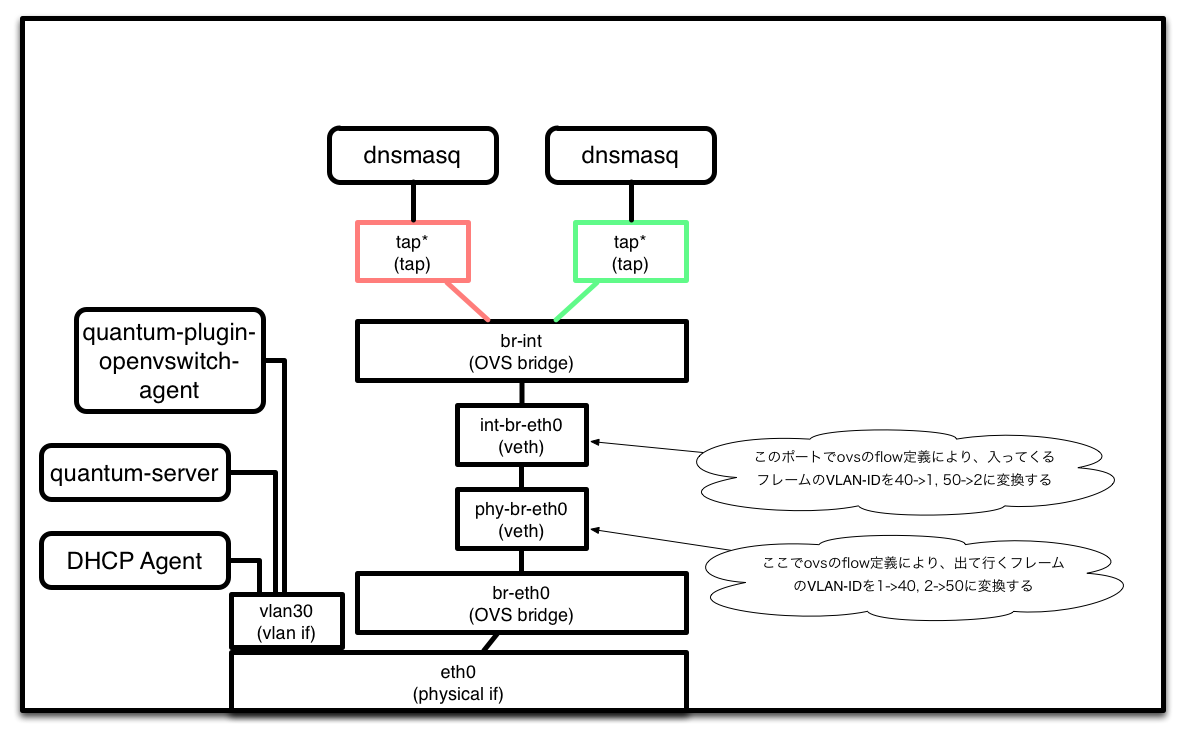 dnsmasq
dnsmasq
tap*
(tap)
tap*
(tap)
quantum-plugin-
openvswitch-
agent
br-int
(OVS bridge)
int-br-eth0
(veth)
このポートでovsのflow定義により、入ってくる
フレームのVLAN-IDを40->1, 50->2に変換する
quantum-server
phy-br-eth0
(veth)
DHCP Agent
ここでovsのflow定義により、出て行くフレーム
のVLAN-IDを1->40, 2->50に変換する
vlan30
(vlan if)
br-eth0
(OVS bridge)
eth0
(physical if)